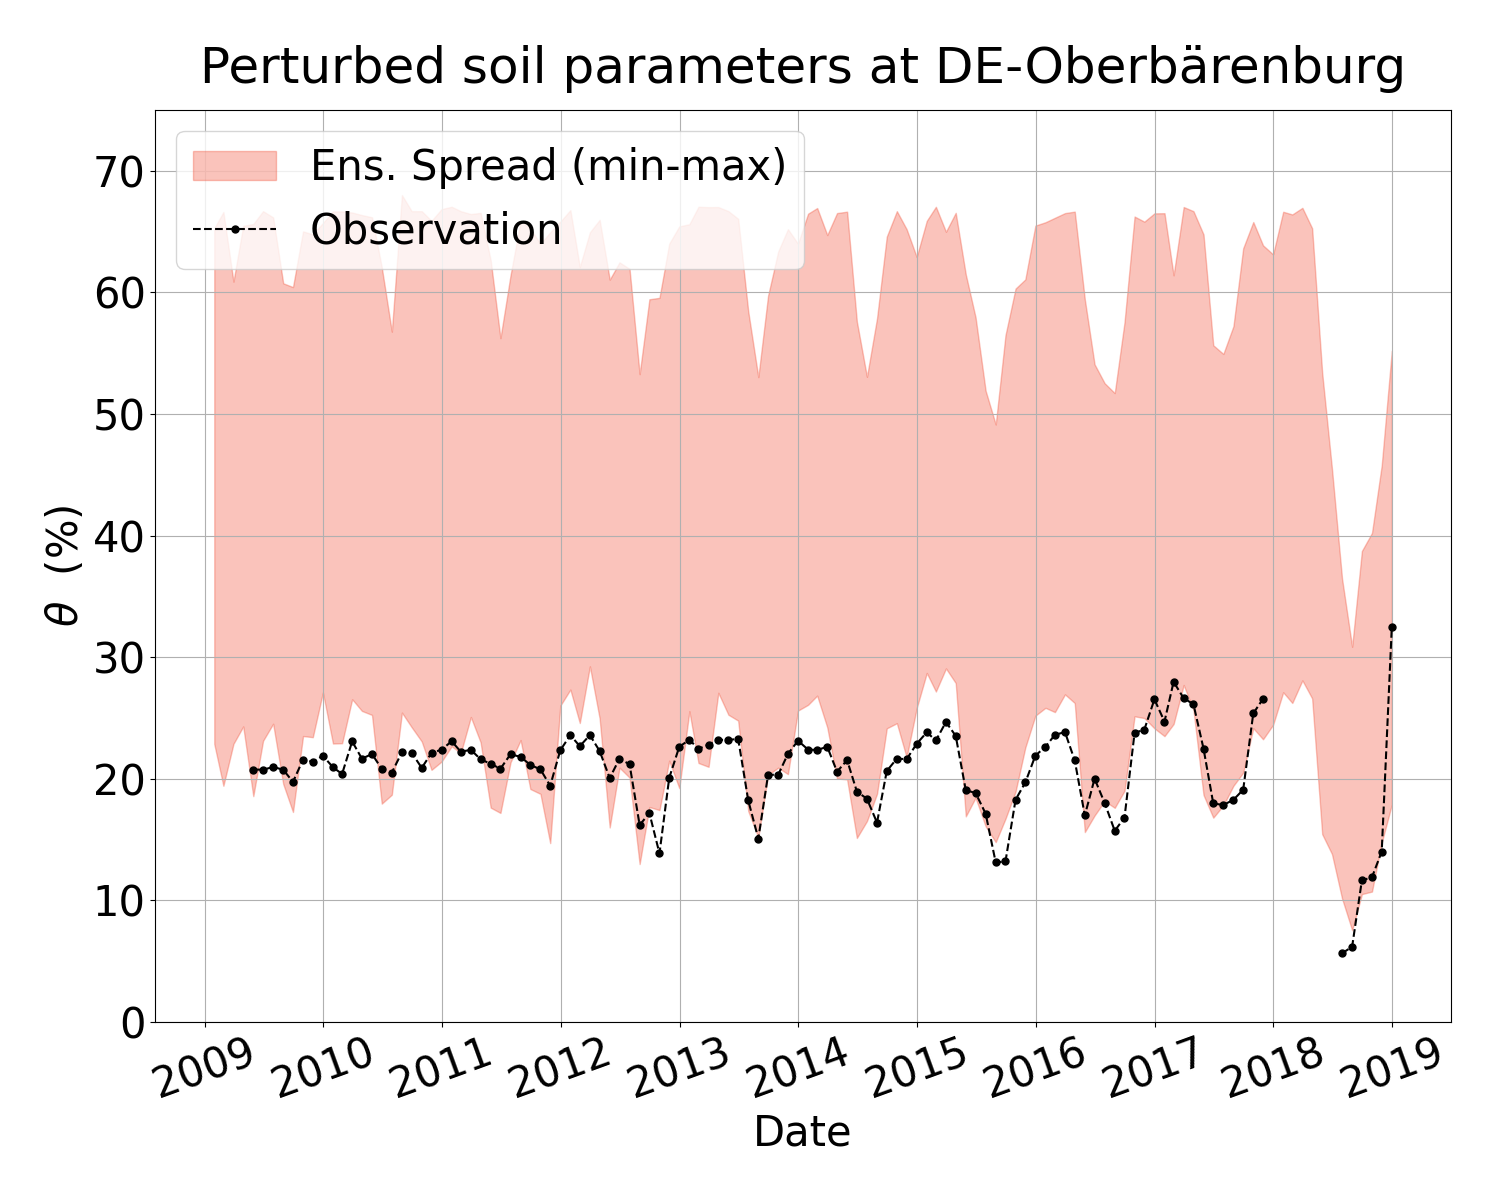 Perturbed soil parameters at DE-Oberbärenburg
Ens. Spread (min-max)
Observation
θ (%)
70
60
50
40
30
20
10
0
2009 2010 2011 2012 2013 2014 2015 2016 2017 2018 2019
Date